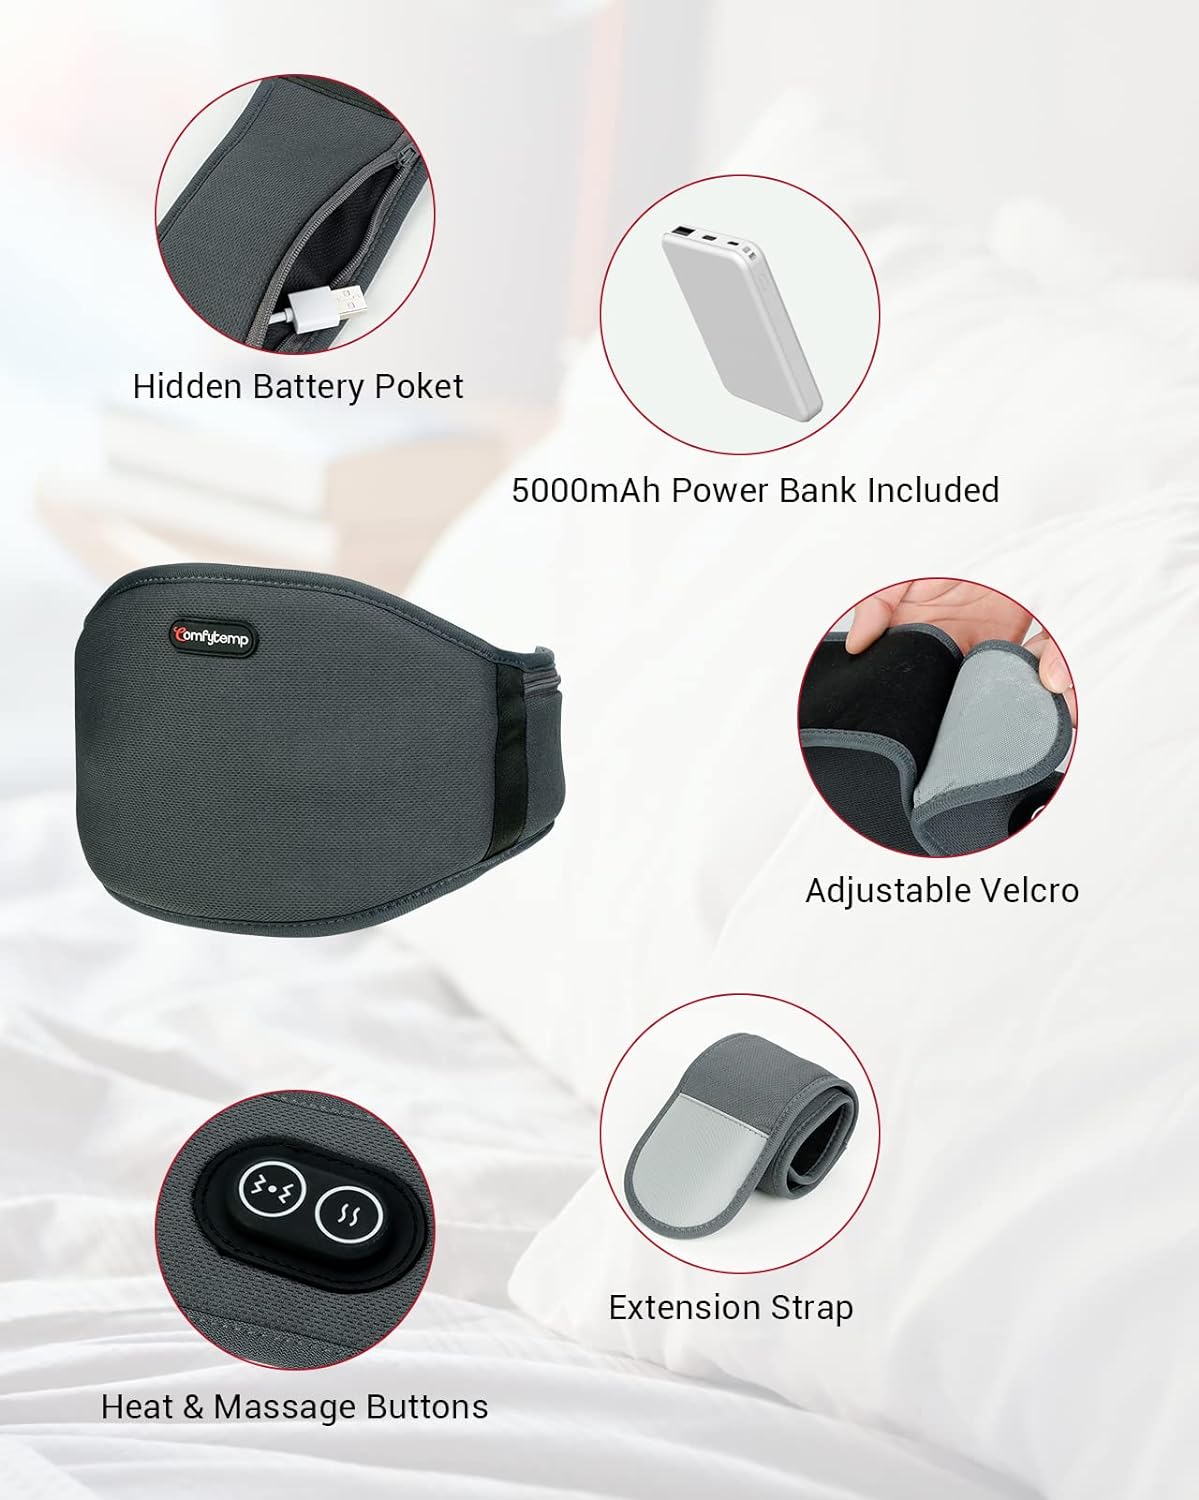 Hidden Battery Poket
5000mAh Power Bank Included
Comfytemp
Adjustable Velcro
Extension Strap
Heat & Massage Buttons